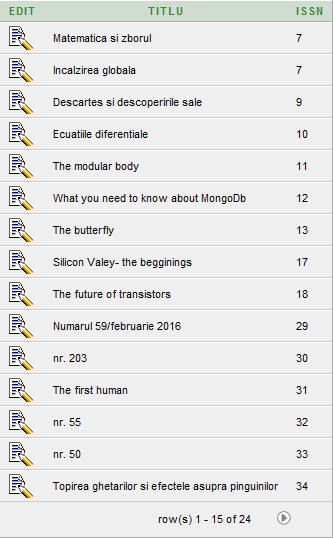 EDIT TITLU ISSN
Matematica si zborul 7
Incalzirea globala 7
Descartes si descoperirile sale 9
Ecuatiile diferentiale 10
The modular body 11
What you need to know about MongoDb 12
The butterfly 13
Silicon Valey- the begginings 17
The future of transistors 18
Numarul 59/februarie 2016 29
nr. 203 30
The first human 31
nr. 55 32
nr. 50 33
Topirea ghetarilor si efectele asupra pinguinilor 34
row(s) 1 - 15 of 24